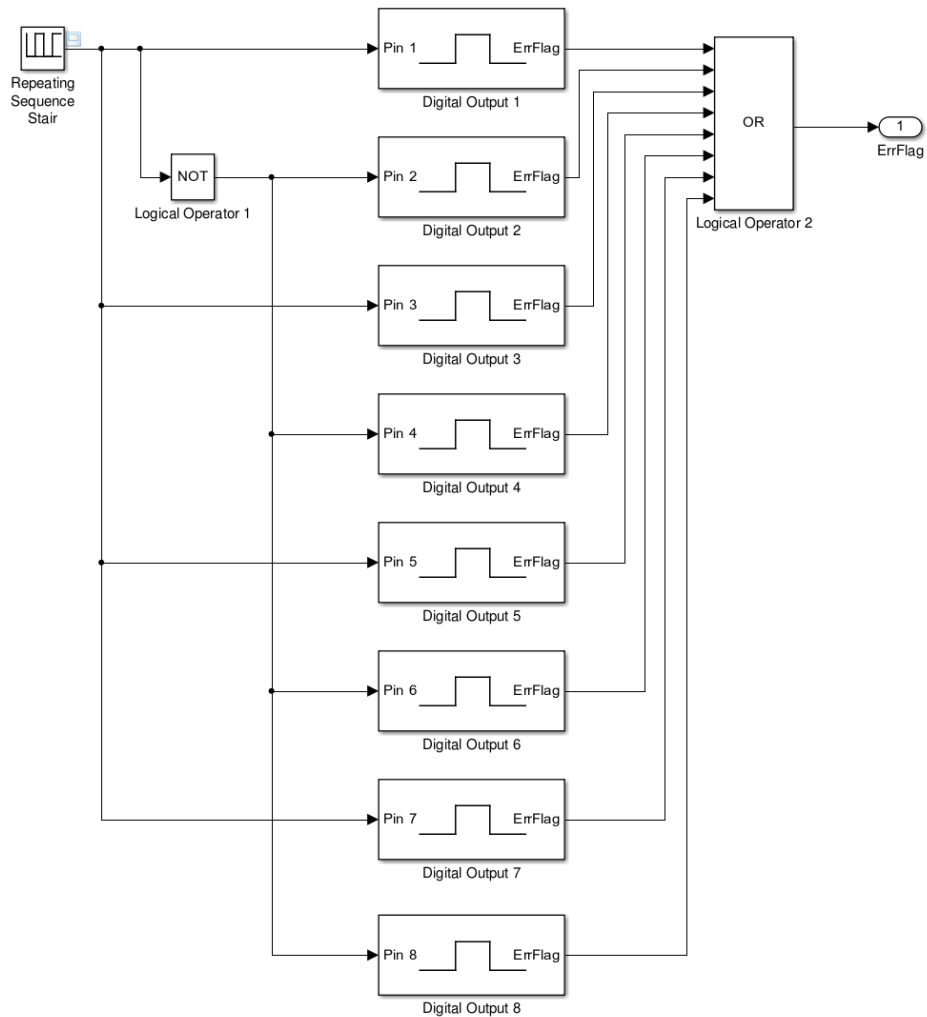 Repeating
Sequence
Stair
Pin 1 ErrFlag
Digital Output 1
OR
1
ErrFlag
NOT
Logical Operator 1
Pin 2 ErrFlag
Digital Output 2
Logical Operator 2
Pin 3 ErrFlag
Digital Output 3
Pin 4 ErrFlag
Digital Output 4
Pin 5 ErrFlag
Digital Output 5
Pin 6 ErrFlag
Digital Output 6
Pin 7 ErrFlag
Digital Output 7
Pin 8 ErrFlag
Digital Output 8